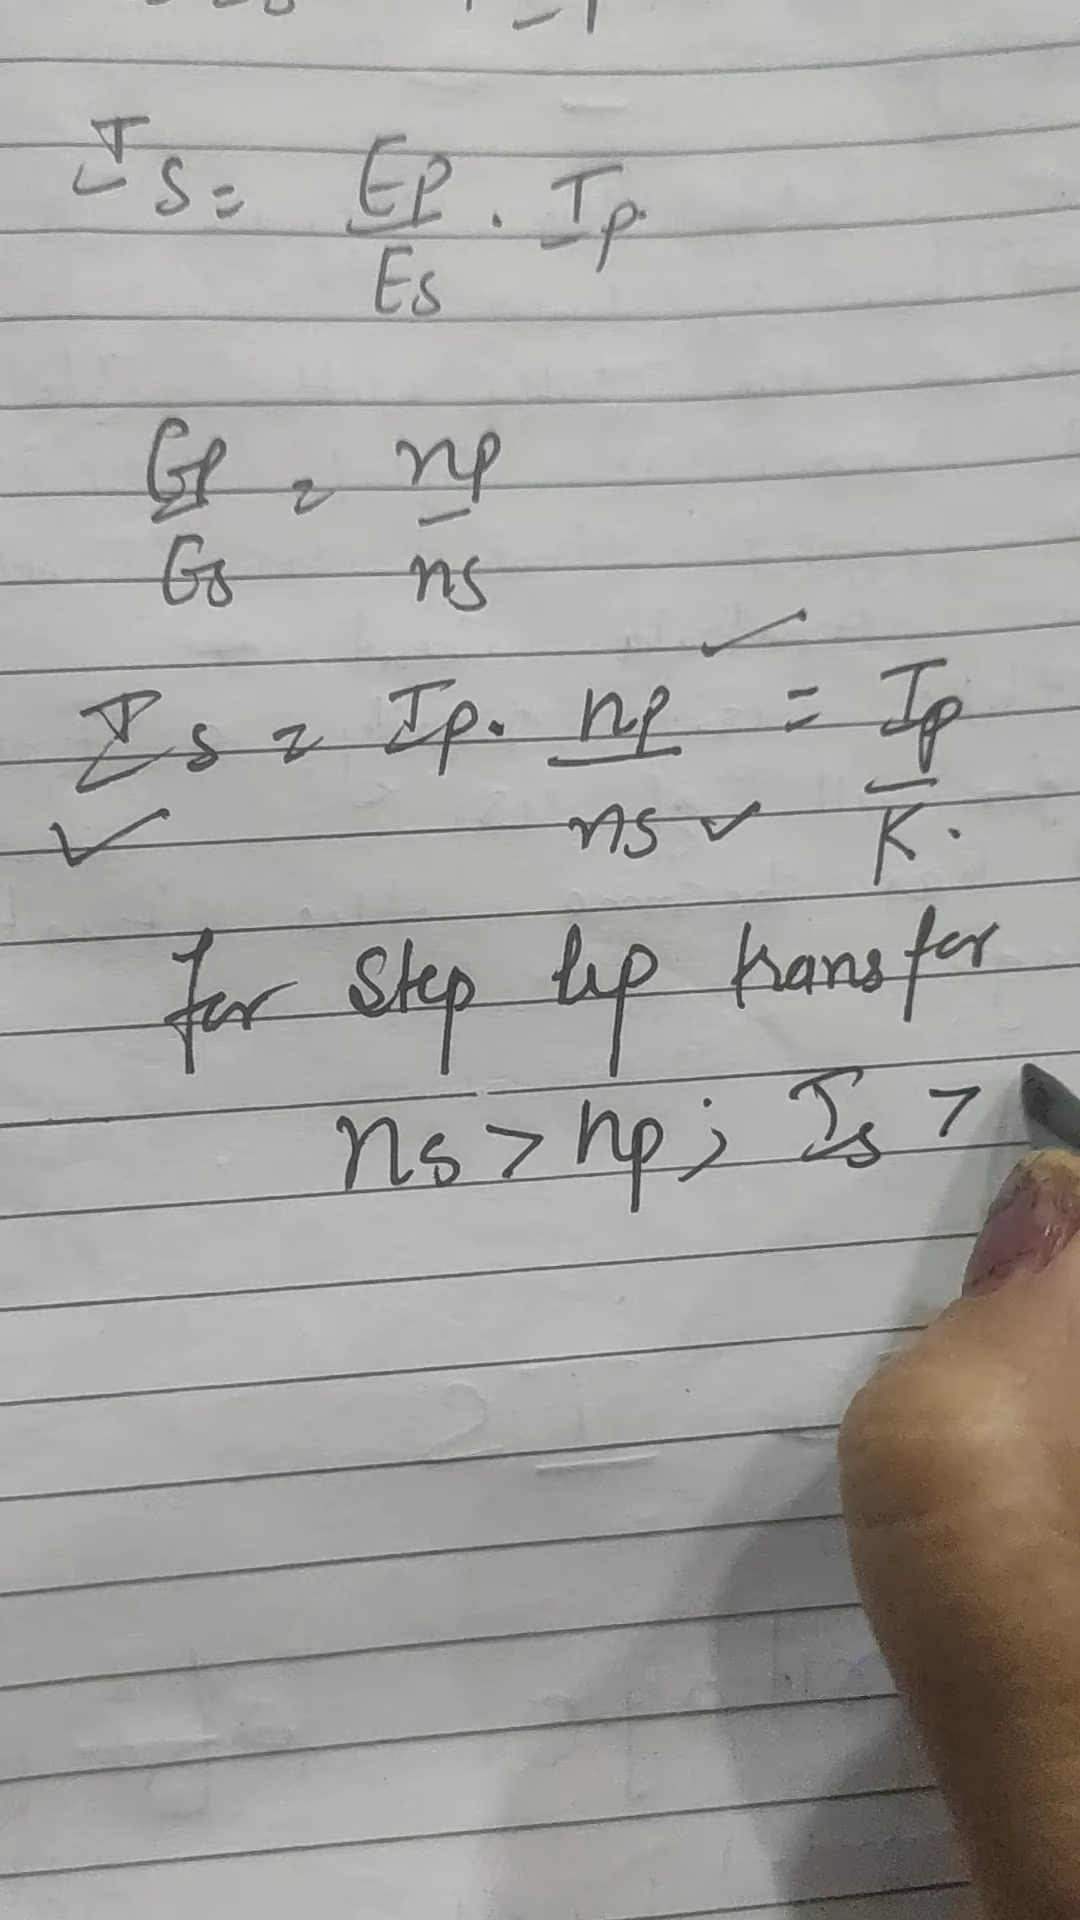 Is = Ep/Es . Ip
Ep/Es = np/ns
Is = Ip . np/ns = Ip/K .
for step up transfor
ns > np ; Is >